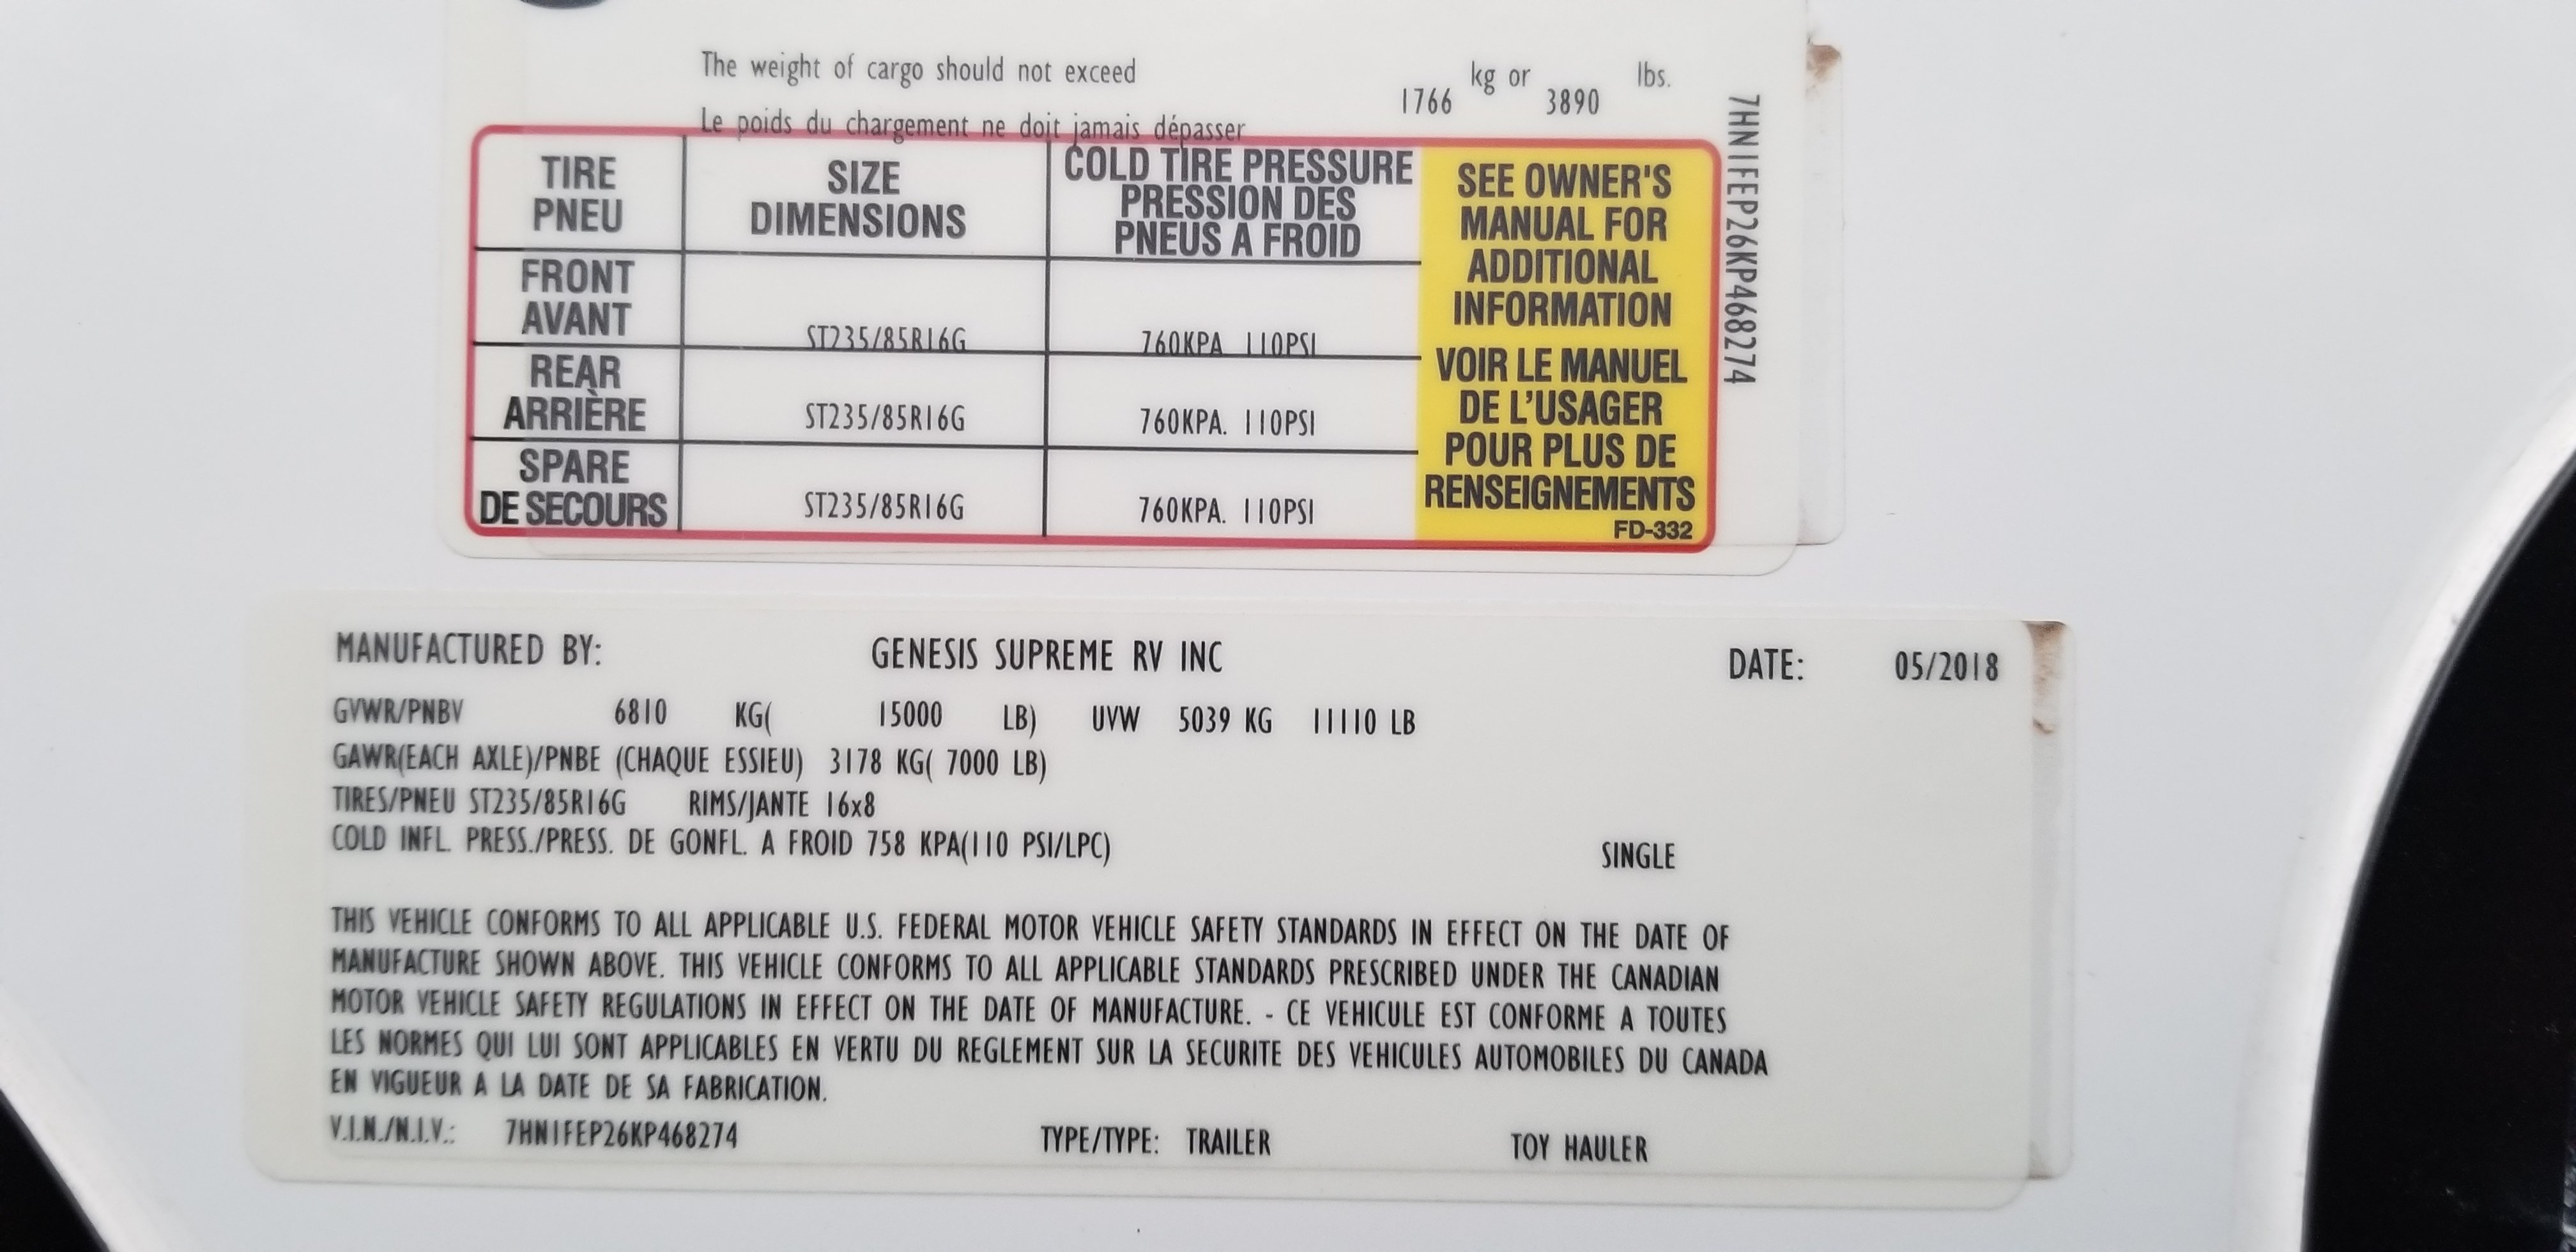 The weight of cargo should not exceed 1766 kg or 3890 lbs.
Le poids du chargement ne doit jamais dépasser
TIRE PNEU SIZE DIMENSIONS COLD TIRE PRESSURE PRESSION DES PNEUS A FROID
FRONT AVANT ST235/85R16G 760KPA. 110PSI
REAR ARRIÈRE ST235/85R16G 760KPA. 110PSI
SPARE DE SECOURS ST235/85R16G 760KPA. 110PSI
SEE OWNER'S
MANUAL FOR
ADDITIONAL
INFORMATION
VOIR LE MANUEL
DE L'USAGER
POUR PLUS DE
RENSEIGNEMENTS
FD-332
7HN1FEP26KP468274
MANUFACTURED BY: GENESIS SUPREME RV INC DATE: 05/2018
GVWR/PNBV 6810 KG( 15000 LB) UVW 5039 KG 11110 LB
GAWR(EACH AXLE)/PNBE (CHAQUE ESSIEU) 3178 KG( 7000 LB)
TIRES/PNEU ST235/85R16G RIMS/JANTE 16x8
COLD INFL. PRESS./PRESS. DE GONFL. A FROID 758 KPA(110 PSI/LPC) SINGLE
THIS VEHICLE CONFORMS TO ALL APPLICABLE U.S. FEDERAL MOTOR VEHICLE SAFETY STANDARDS IN EFFECT ON THE DATE OF
MANUFACTURE SHOWN ABOVE. THIS VEHICLE CONFORMS TO ALL APPLICABLE STANDARDS PRESCRIBED UNDER THE CANADIAN
MOTOR VEHICLE SAFETY REGULATIONS IN EFFECT ON THE DATE OF MANUFACTURE. - CE VEHICULE EST CONFORME A TOUTES
LES NORMES QUI LUI SONT APPLICABLES EN VERTU DU REGLEMENT SUR LA SECURITE DES VEHICULES AUTOMOBILES DU CANADA
EN VIGUEUR A LA DATE DE SA FABRICATION.
V.I.N./N.I.V.: 7HN1FEP26KP468274 TYPE/TYPE: TRAILER TOY HAULER